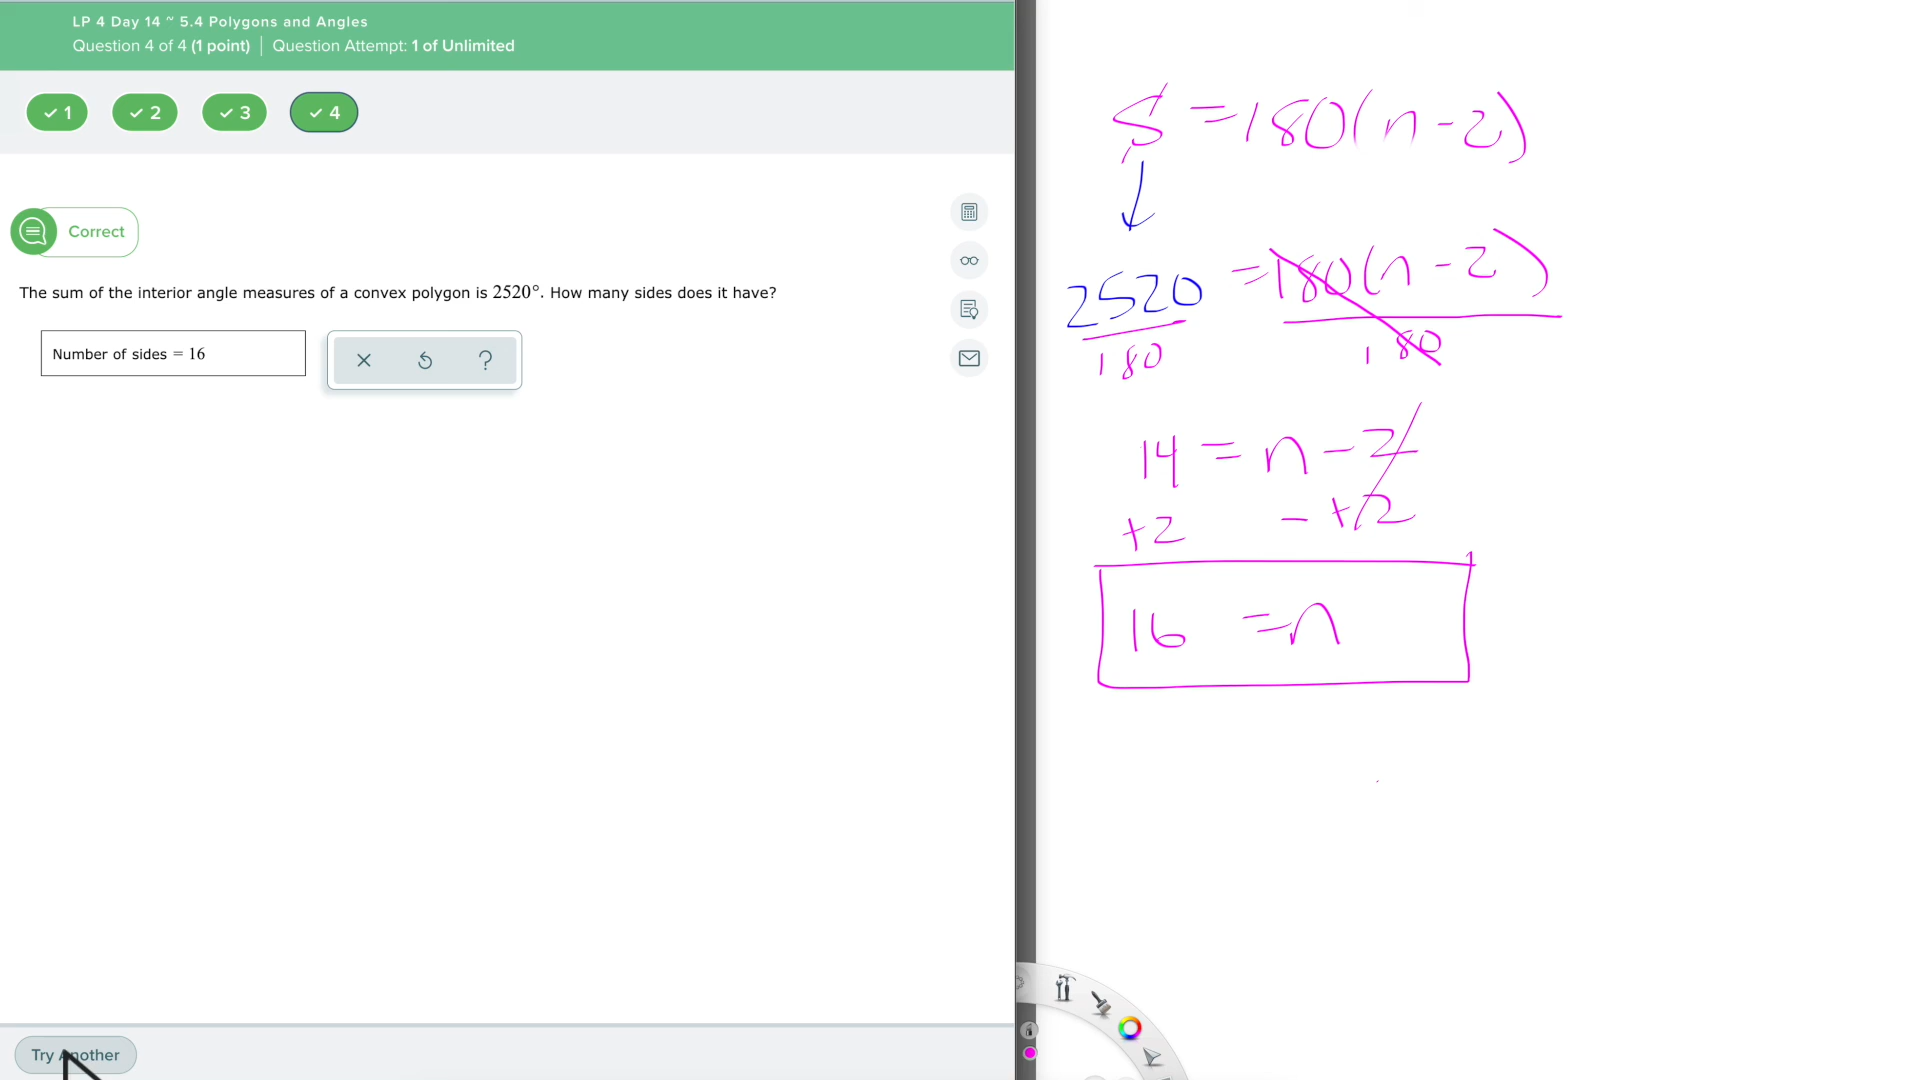 LP 4 Day 14 ~ 5.4 Polygons and Angles
Question 4 of 4 (1 point) | Question Attempt: 1 of Unlimited
✓ 1 ✓ 2 ✓ 3 ✓ 4
Correct
The sum of the interior angle measures of a convex polygon is 2520°. How many sides does it have?
Number of sides = 16
× ?
Try Another
S = 180(n - 2)
2520 = 180(n - 2)
180 180
14 = n - 2
+2 - +2
16 = n